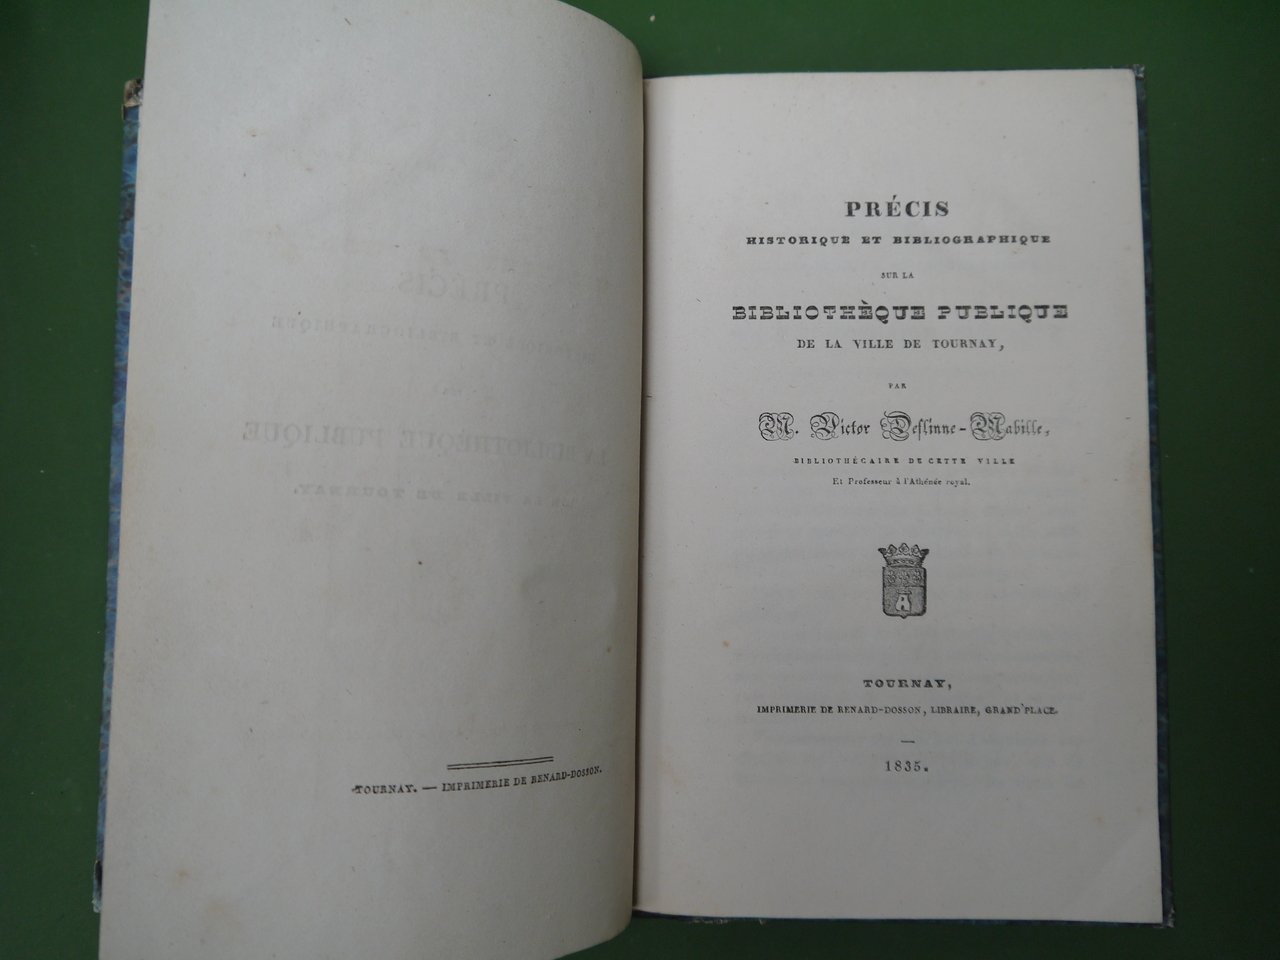 TOURNAY. — IMPRIMERIE DE RENARD-DOSSON.
PRÉCIS
HISTORIQUE ET BIBLIOGRAPHIQUE
SUR LA
BIBLIOTHÈQUE PUBLIQUE
DE LA VILLE DE TOURNAY,
PAR
M. Victor Deflinne-Mabille,
BIBLIOTHÉCAIRE DE CETTE VILLE
Et Professeur à l'Athénée royal.
TOURNAY,
IMPRIMERIE DE RENARD-DOSSON, LIBRAIRE, GRAND'PLACE.
—
1835.